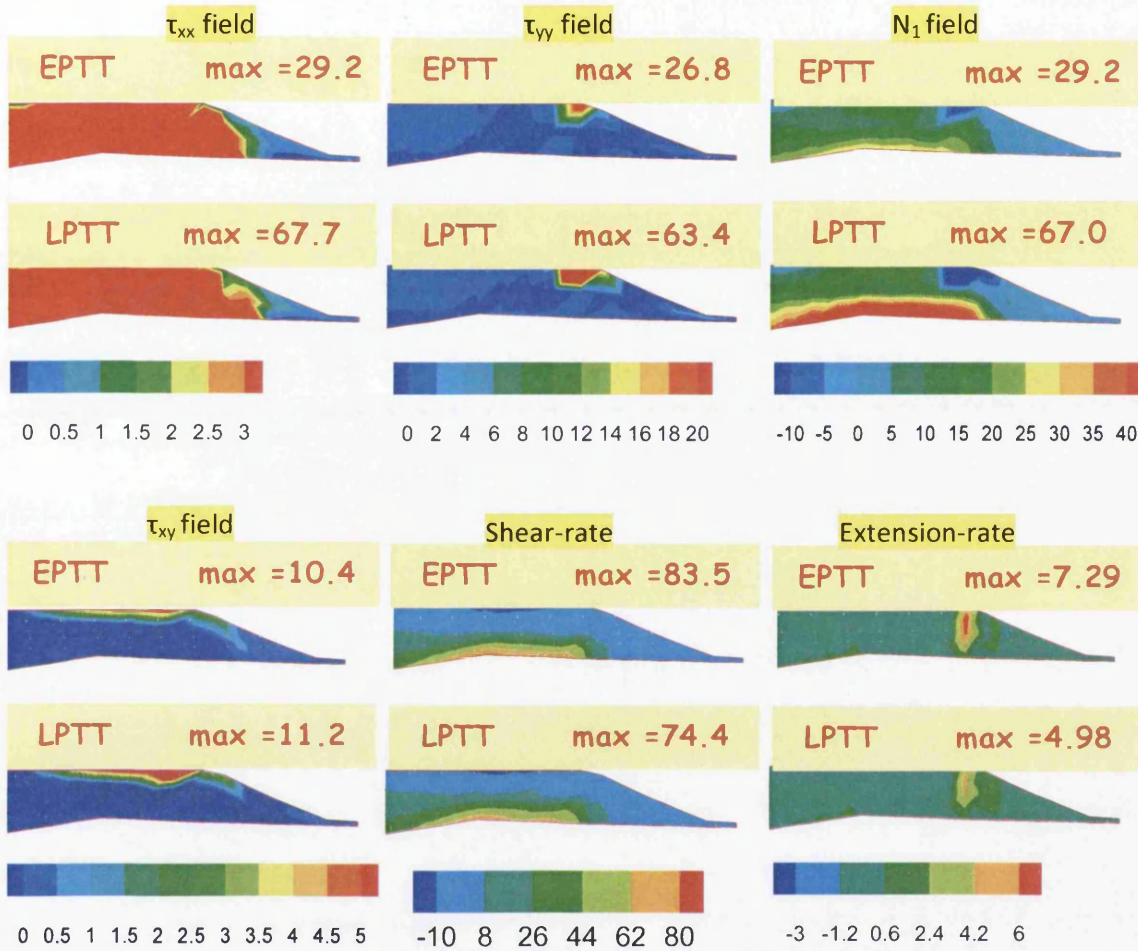 τxx field τyy field N1 field
EPTT max =29.2 EPTT max =26.8 EPTT max =29.2
LPTT max =67.7 LPTT max =63.4 LPTT max =67.0
0 0.5 1 1.5 2 2.5 3 0 2 4 6 8 10 12 14 16 18 20 -10 -5 0 5 10 15 20 25 30 35 40
τxy field Shear-rate Extension-rate
EPTT max =10.4 EPTT max =83.5 EPTT max =7.29
LPTT max =11.2 LPTT max =74.4 LPTT max =4.98
0 0.5 1 1.5 2 2.5 3 3.5 4 4.5 5 -10 8 26 44 62 80 -3 -1.2 0.6 2.4 4.2 6